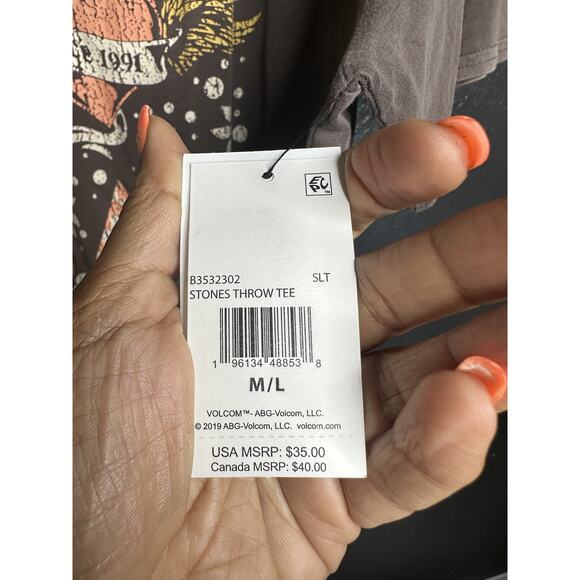 E 1991
EPC™
B3532302 SLT
STONES THROW TEE
1 96134 48853 8
M/L
VOLCOM™- ABG-Volcom, LLC.
© 2019 ABG-Volcom, LLC. volcom.com
USA MSRP: $35.00
Canada MSRP: $40.00